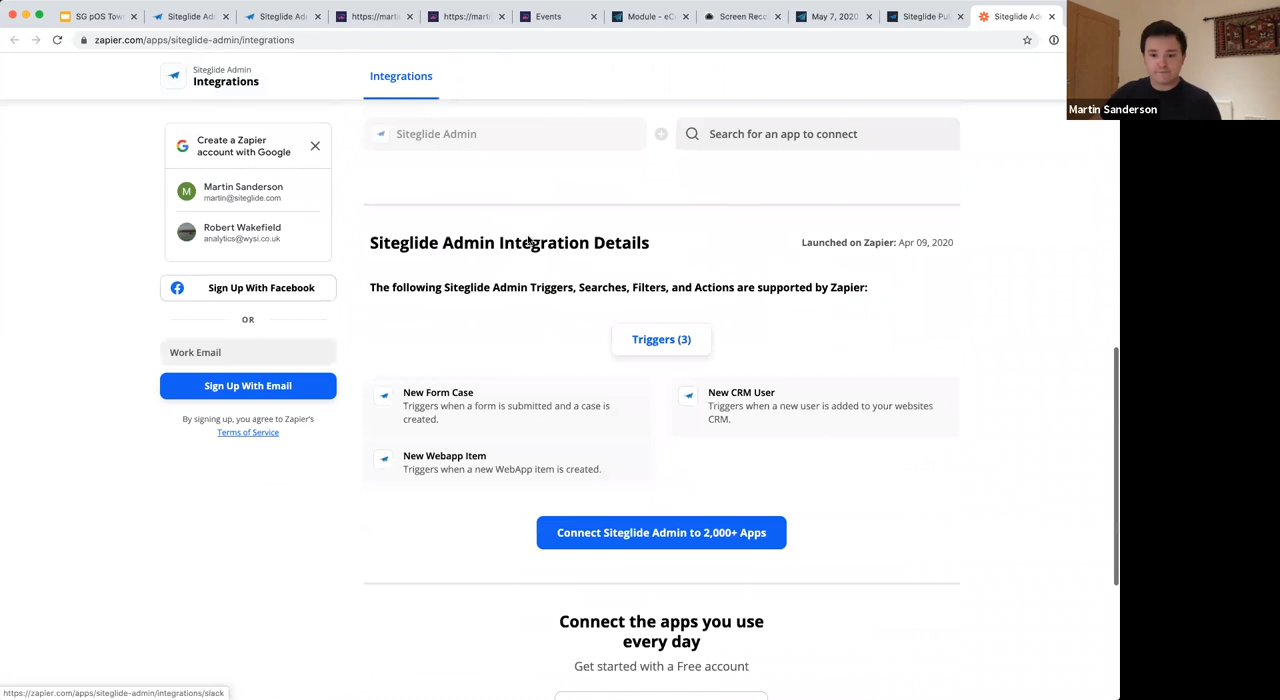 SG pOS Tow
Siteglide Ad
Siteglide Ad
https://marti
https://marti
Events
Module - eC
Screen Recc
May 7, 2020
Siteglide Pul
Siteglide Ad
zapier.com/apps/siteglide-admin/integrations
Martin Sanderson
Siteglide Admin
Integrations
Integrations
Siteglide Admin
Search for an app to connect
Create a Zapier
account with Google
M
Martin Sanderson
martin@siteglide.com
Robert Wakefield
analytics@wysi.co.uk
Sign Up With Facebook
OR
Work Email
Sign Up With Email
By signing up, you agree to Zapier's
Terms of Service
Siteglide Admin Integration Details
Launched on Zapier: Apr 09, 2020
The following Siteglide Admin Triggers, Searches, Filters, and Actions are supported by Zapier:
Triggers (3)
New Form Case
Triggers when a form is submitted and a case is
created.
New CRM User
Triggers when a new user is added to your websites
CRM.
New Webapp Item
Triggers when a new WebApp item is created.
Connect Siteglide Admin to 2,000+ Apps
Connect the apps you use
every day
Get started with a Free account
https://zapier.com/apps/siteglide-admin/integrations/slack